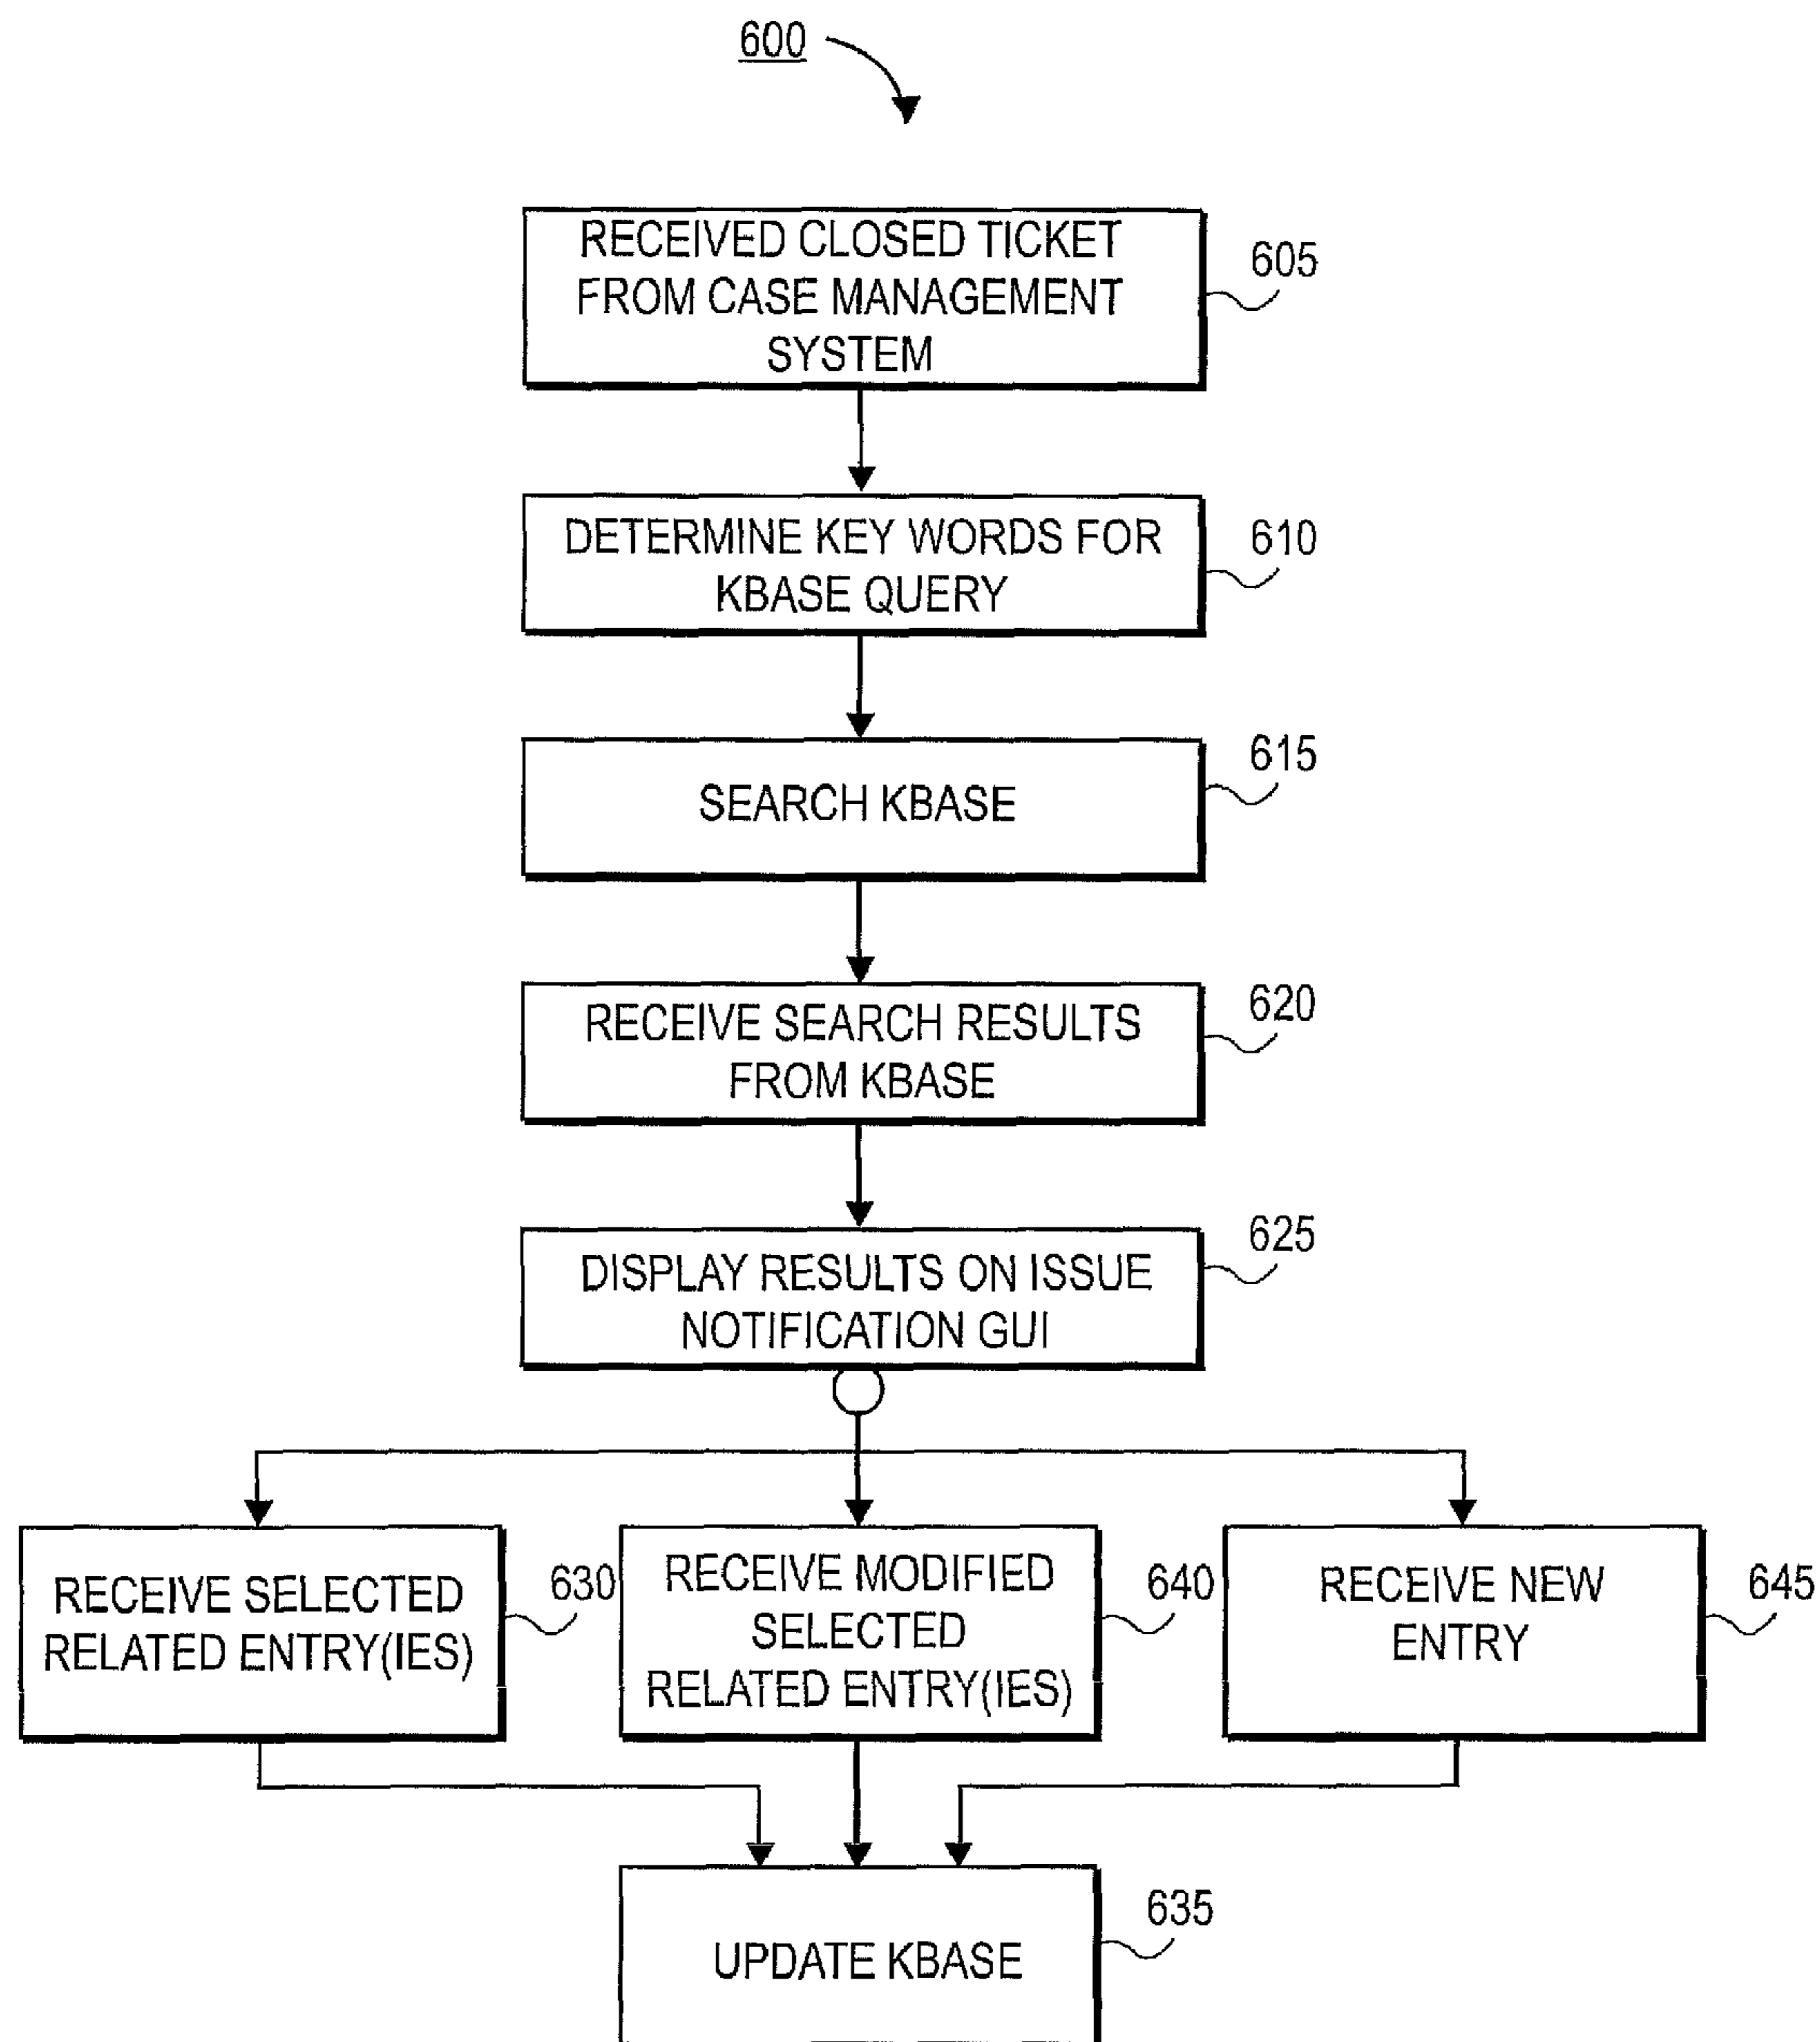 600
RECEIVED CLOSED TICKET
FROM CASE MANAGEMENT
SYSTEM
605
DETERMINE KEY WORDS FOR
KBASE QUERY
610
SEARCH KBASE
615
RECEIVE SEARCH RESULTS
FROM KBASE
620
DISPLAY RESULTS ON ISSUE
NOTIFICATION GUI
625
RECEIVE SELECTED
RELATED ENTRY(IES)
630
RECEIVE MODIFIED
SELECTED
RELATED ENTRY(IES)
640
RECEIVE NEW
ENTRY
645
UPDATE KBASE
635